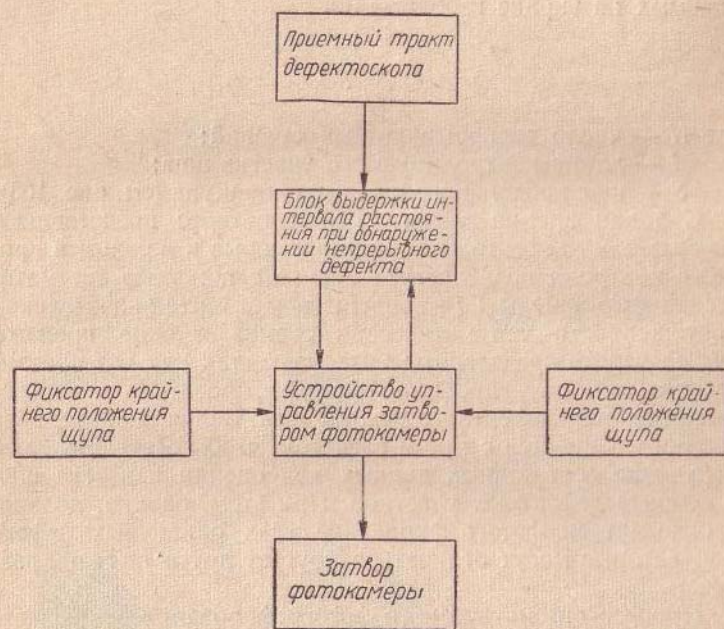 Приемный тракт
дефектоскопа
Блок выдержки ин-
тервала расстоя-
ния при обнаруже-
нии непрерывного
дефекта
Фиксатор край-
него положения
щупа
Устройство уп-
равления затво-
ром фотокамеры
Фиксатор край-
него положения
щупа
Затвор
фотокамеры